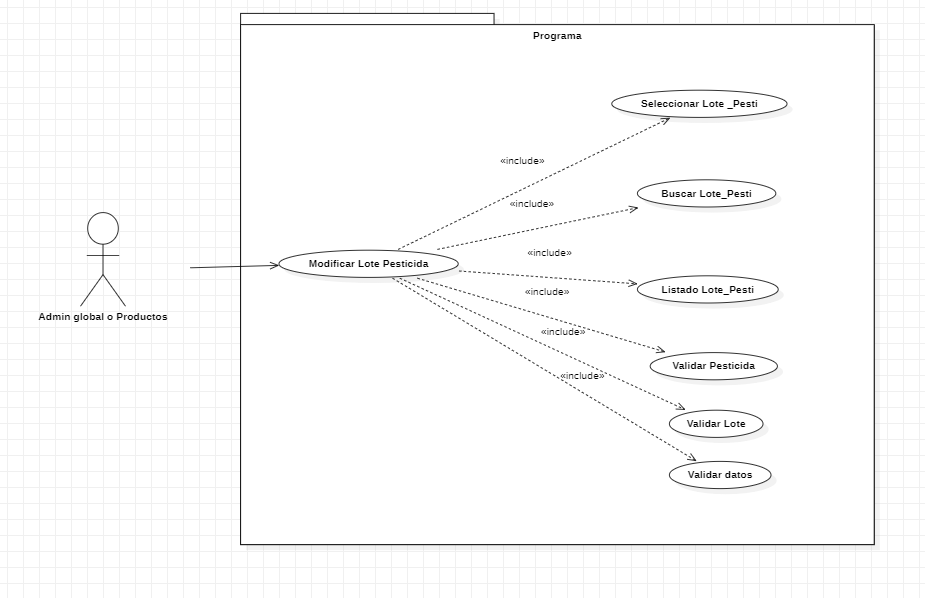 Programa
Seleccionar Lote _Pesti
«include»
Buscar Lote_Pesti
«include»
«include»
Modificar Lote Pesticida
Listado Lote_Pesti
«include»
Admin global o Productos
«include»
Validar Pesticida
«include»
Validar Lote
Validar datos